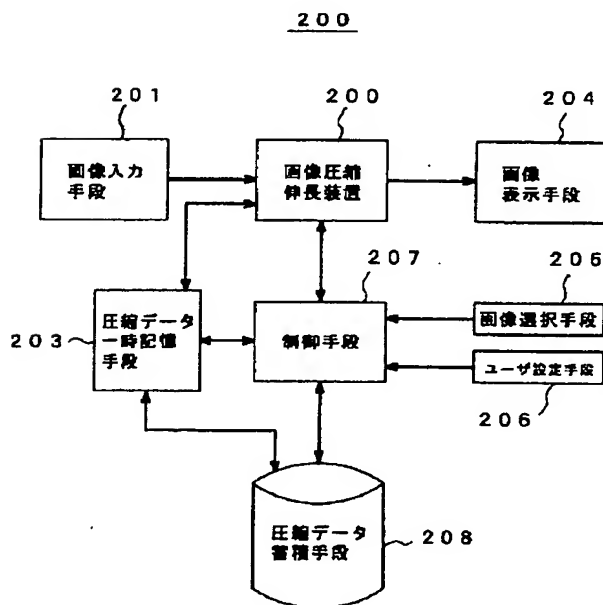 200
201
200
204
画像入力
手段
画像圧縮
伸長装置
画像
表示手段
207
205
203
圧縮データ
一時記憶
手段
制御手段
画像選択手段
ユーザ設定手段
206
圧縮データ
蓄積手段
208